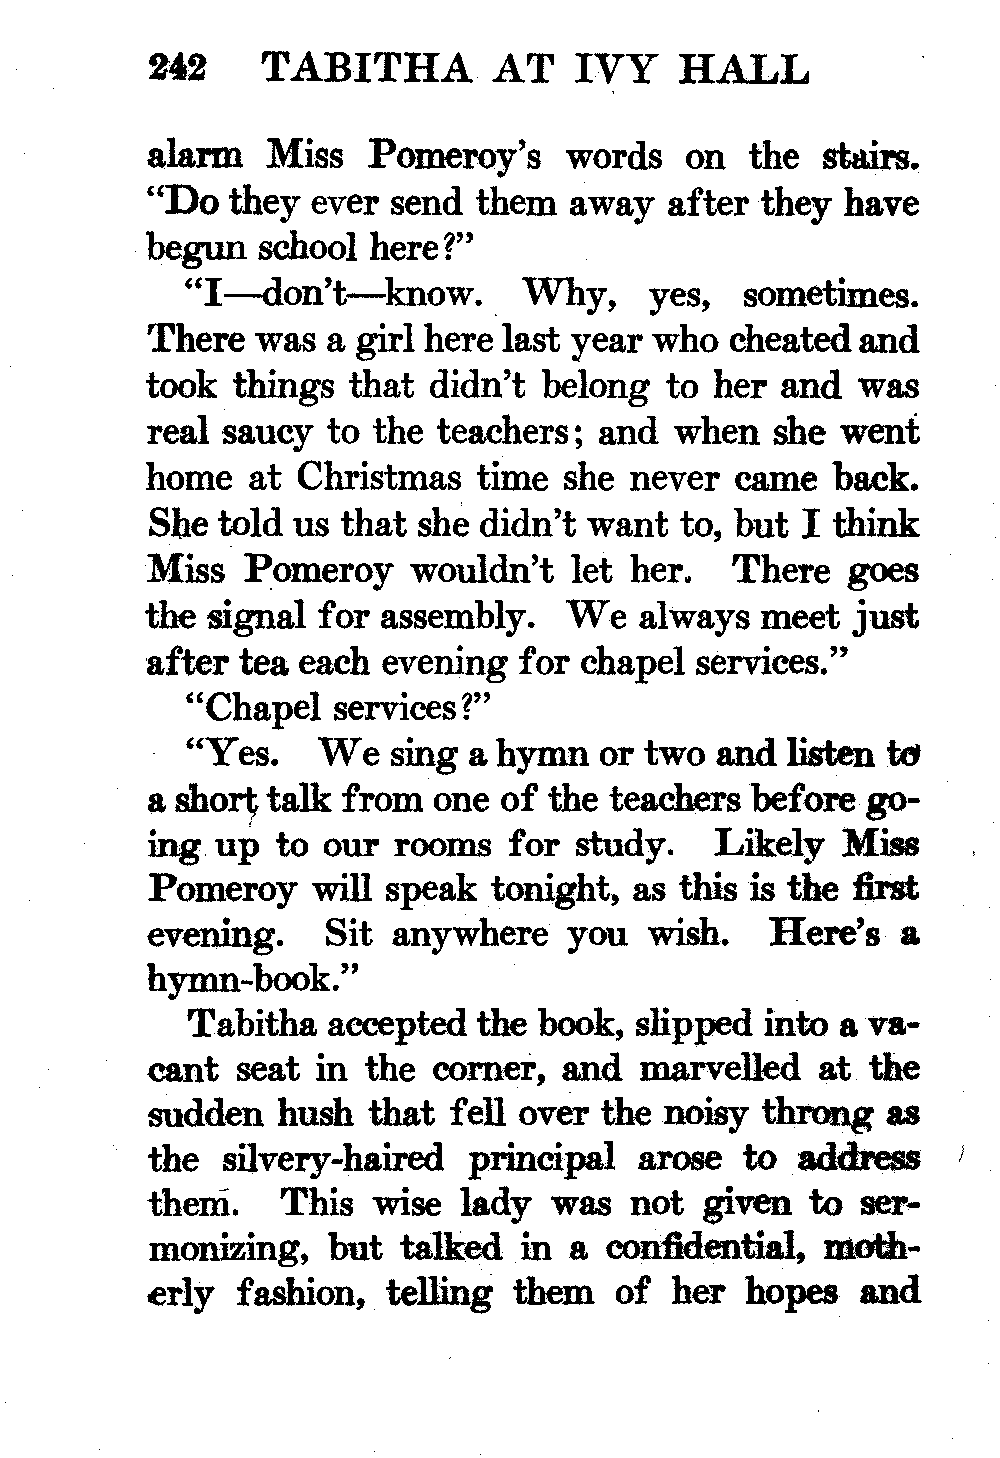 242 TABITHA AT IVY HALL
alarm Miss Pomeroy's words on the stairs.
“Do they ever send them away after they have
begun school here?”
“I—don't—know. Why, yes, sometimes.
There was a girl here last year who cheated and
took things that didn't belong to her and was
real saucy to the teachers; and when she went
home at Christmas time she never came back.
She told us that she didn't want to, but I think
Miss Pomeroy wouldn't let her. There goes
the signal for assembly. We always meet just
after tea each evening for chapel services.”
“Chapel services?”
“Yes. We sing a hymn or two and listen to
a short talk from one of the teachers before go-
ing up to our rooms for study. Likely Miss
Pomeroy will speak tonight, as this is the first
evening. Sit anywhere you wish. Here's a
hymn-book.”
Tabitha accepted the book, slipped into a va-
cant seat in the corner, and marvelled at the
sudden hush that fell over the noisy throng as
the silvery-haired principal arose to address
them. This wise lady was not given to ser-
monizing, but talked in a confidential, moth-
erly fashion, telling them of her hopes and